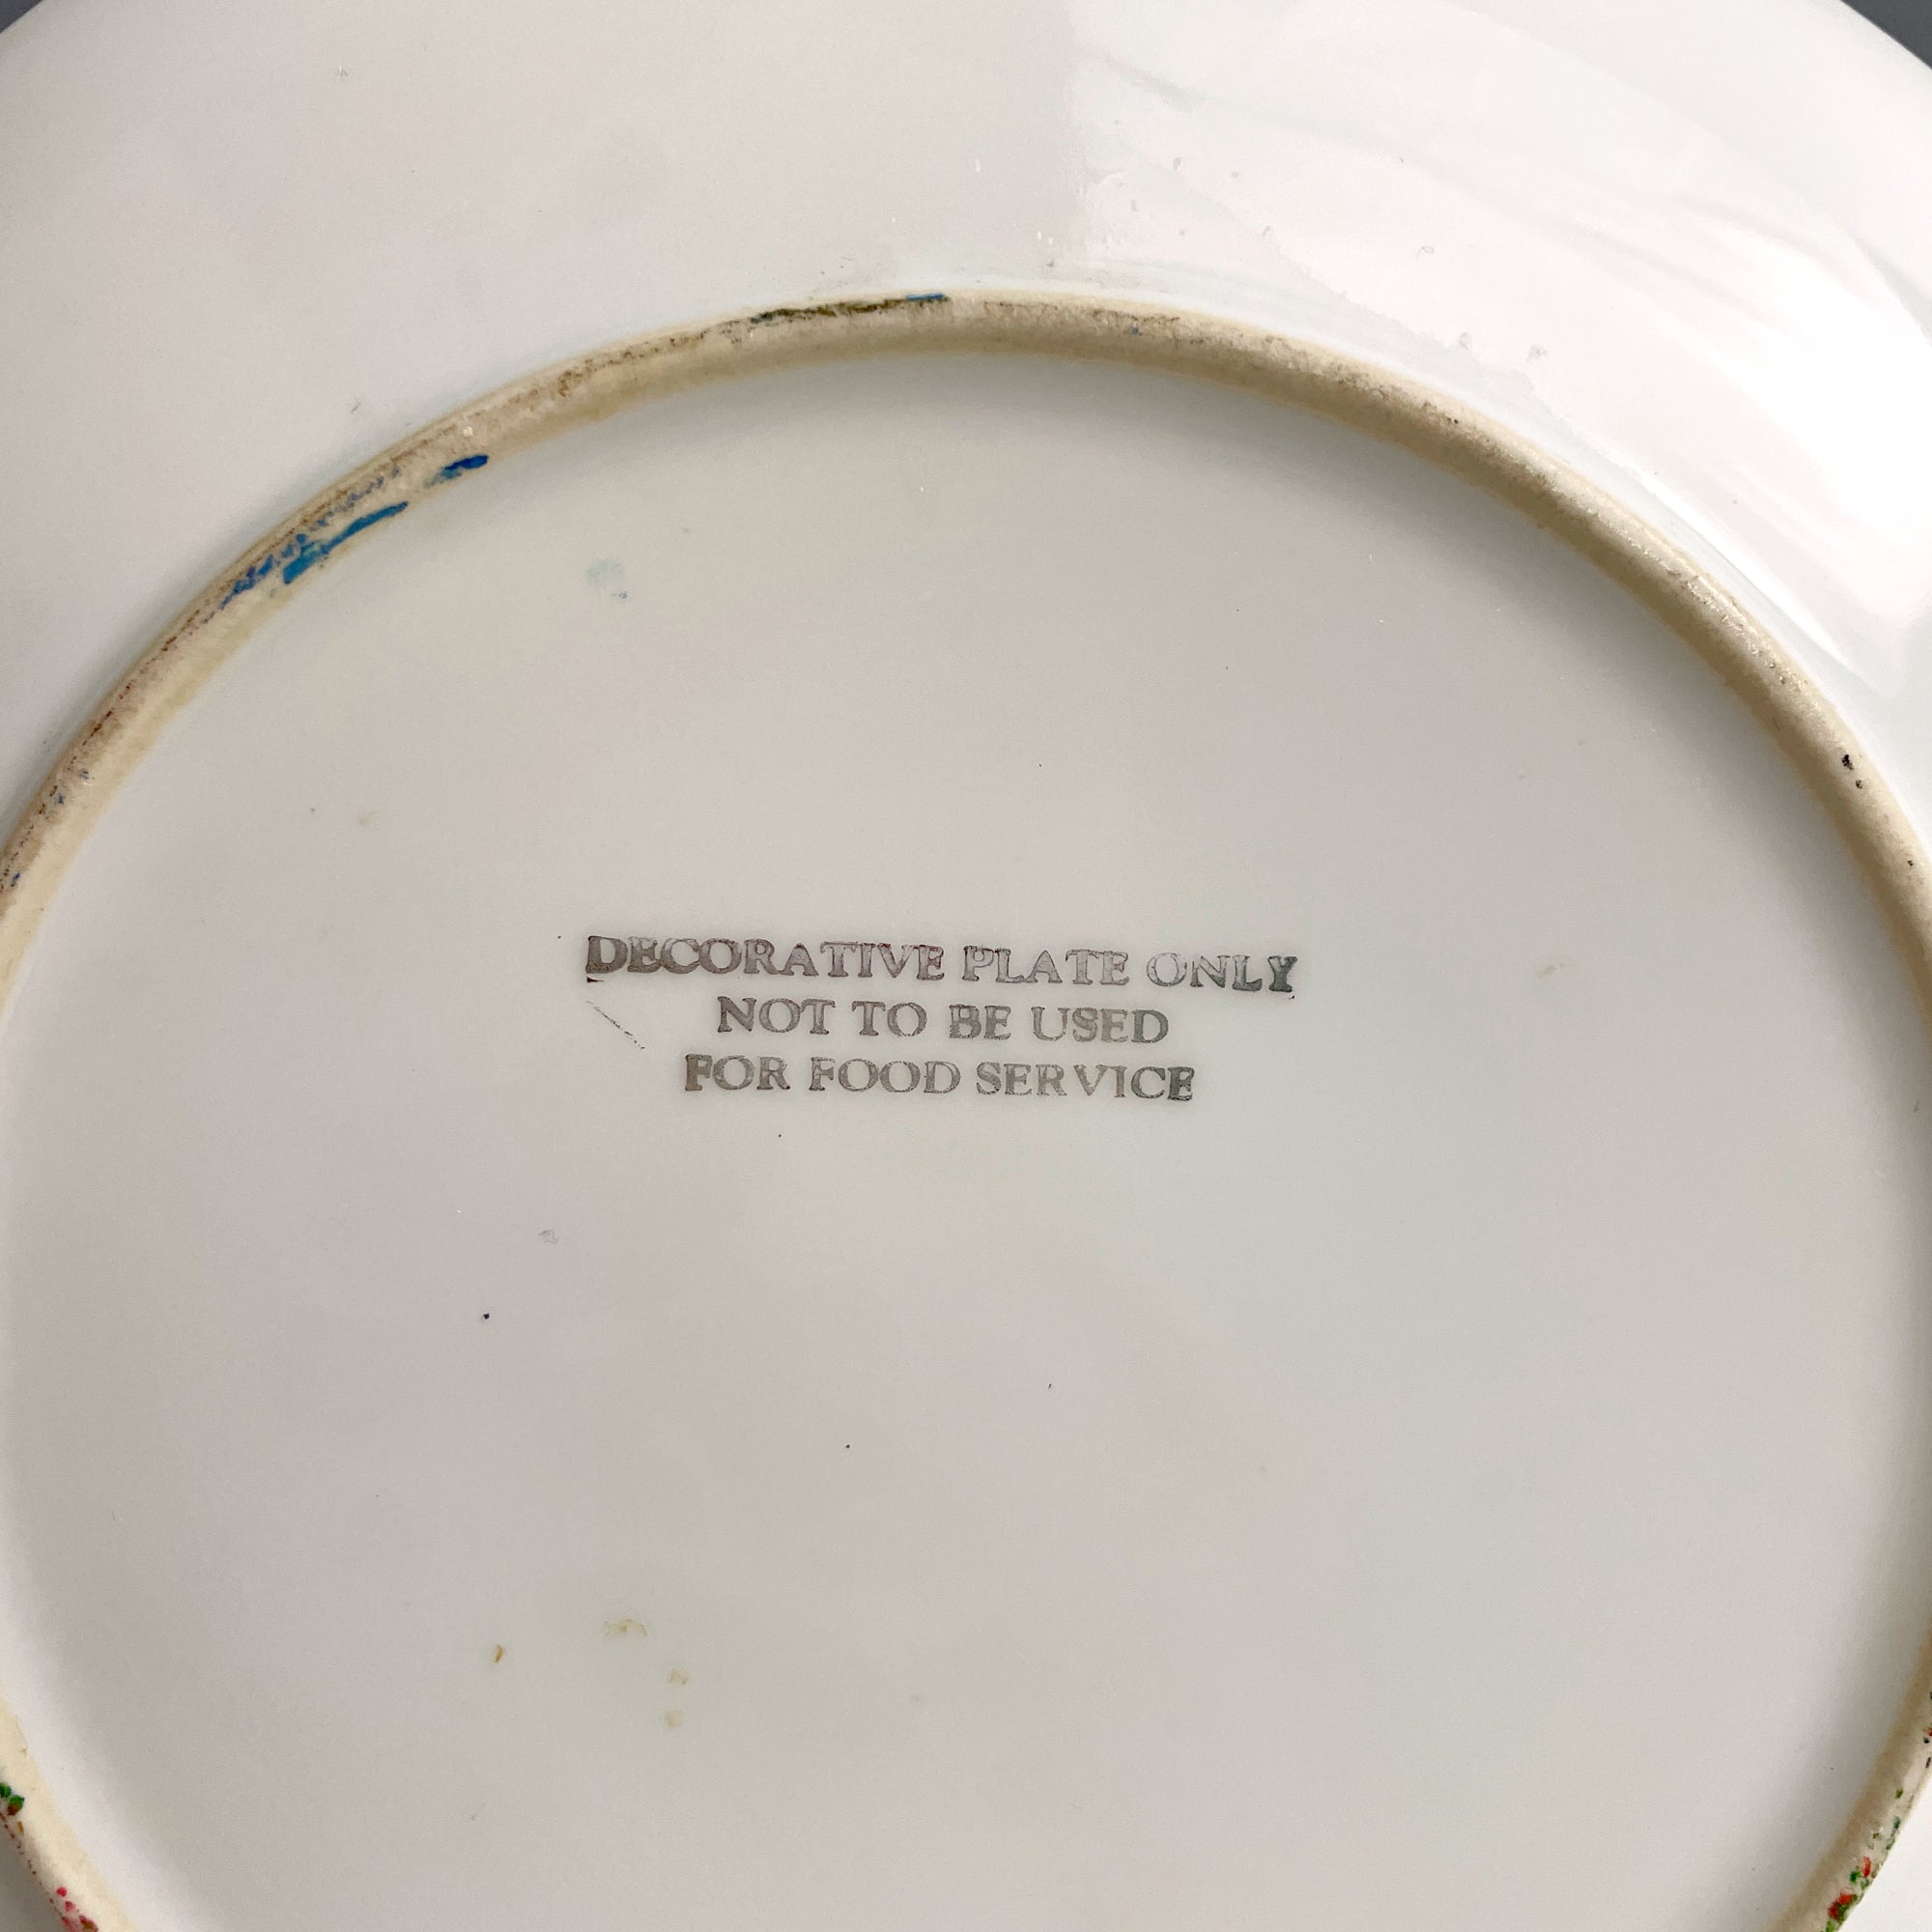 DECORATIVE PLATE ONLY
NOT TO BE USED
FOR FOOD SERVICE